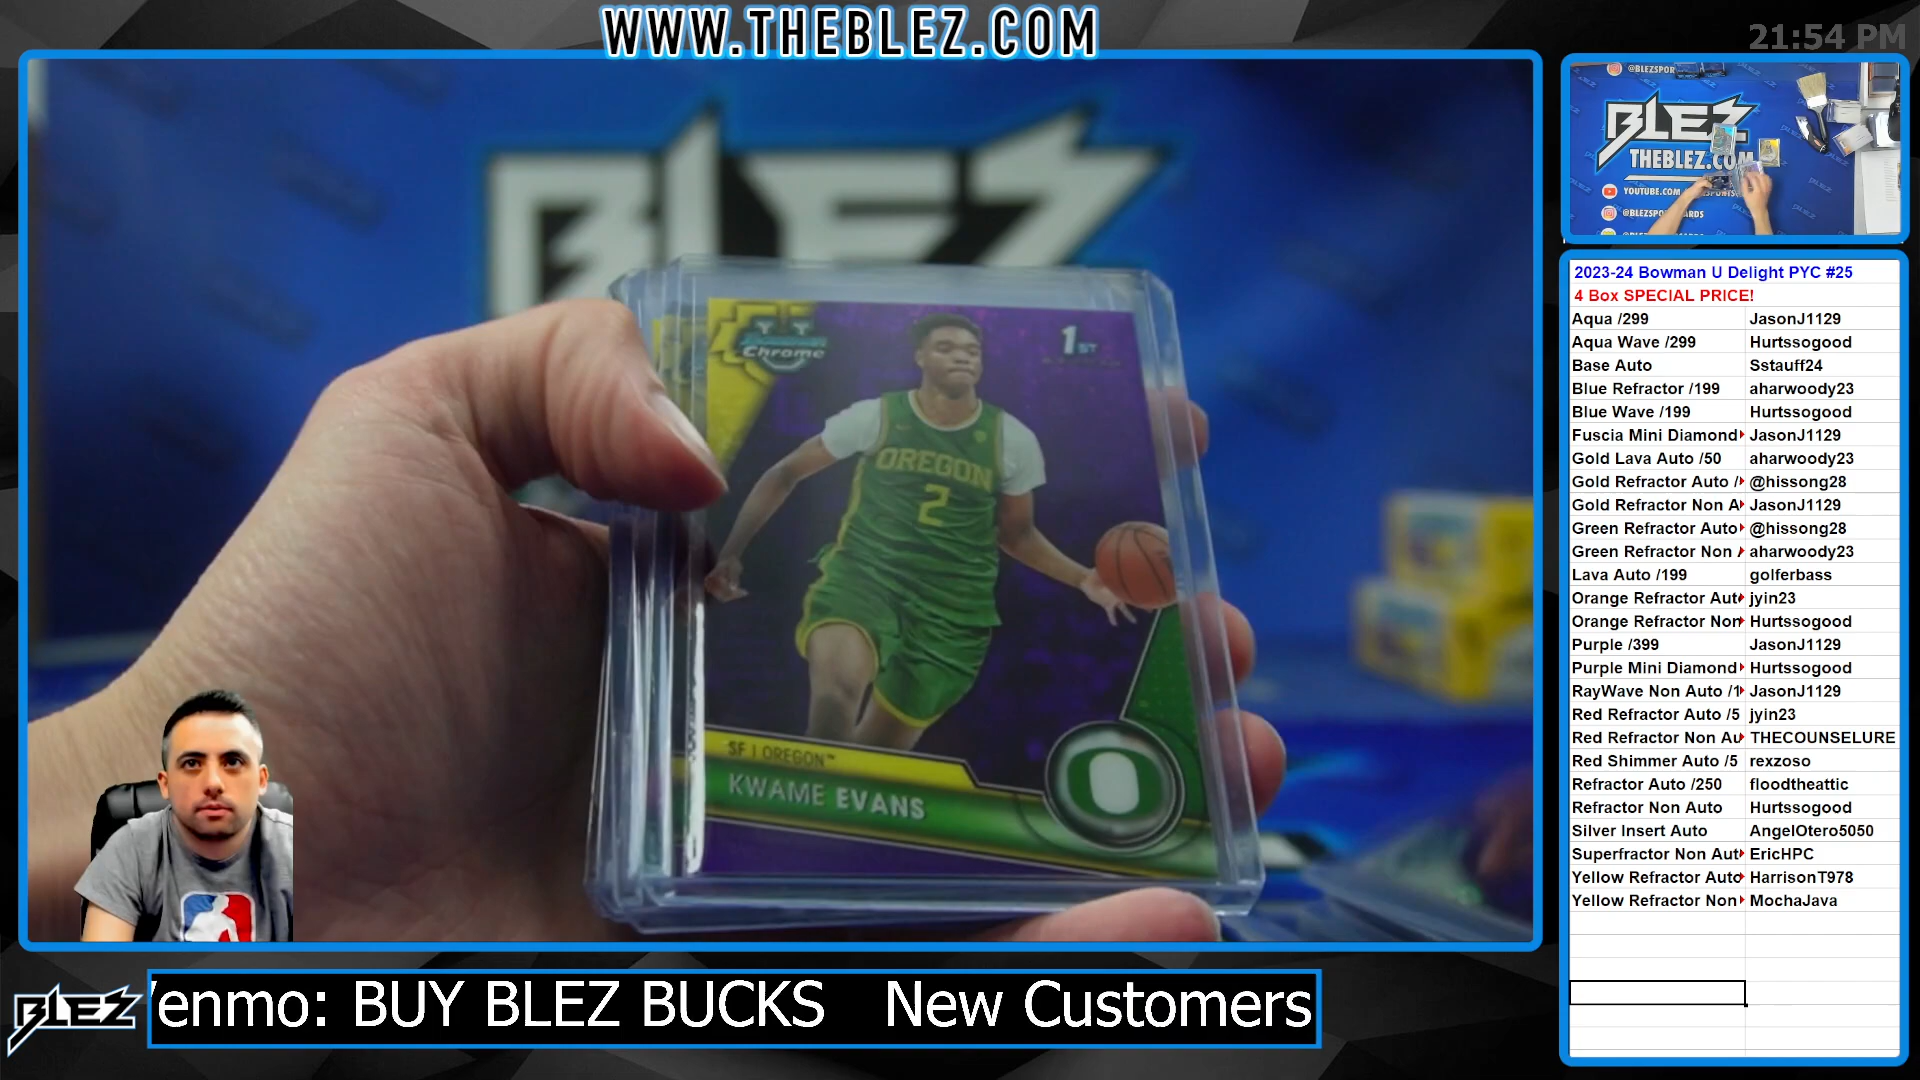 WWW.THEBLEZ.COM
21:54 PM
BLEZ
Chrome
1ST
OREGON
2
SF | OREGON™
KWAME EVANS
O
@BLEZSPOR
BLEZ
THEBLEZ.COM
YOUTUBE.COM
2023-24 Bowman U Delight PYC #25
4 Box SPECIAL PRICE!
Aqua /299 JasonJ1129
Aqua Wave /299 Hurtssogood
Base Auto Sstauff24
Blue Refractor /199 aharwoody23
Blue Wave /199 Hurtssogood
Fuscia Mini Diamond JasonJ1129
Gold Lava Auto /50 aharwoody23
Gold Refractor Auto / @hissong28
Gold Refractor Non A JasonJ1129
Green Refractor Auto @hissong28
Green Refractor Non aharwoody23
Lava Auto /199 golferbass
Orange Refractor Aut jyin23
Orange Refractor Non Hurtssogood
Purple /399 JasonJ1129
Purple Mini Diamond Hurtssogood
RayWave Non Auto /1 JasonJ1129
Red Refractor Auto /5 jyin23
Red Refractor Non Au THECOUNSELURE
Red Shimmer Auto /5 rexzoso
Refractor Auto /250 floodtheattic
Refractor Non Auto Hurtssogood
Silver Insert Auto AngelOtero5050
Superfractor Non Aut EricHPC
Yellow Refractor Auto HarrisonT978
Yellow Refractor Non MochaJava
BLEZ
enmo: BUY BLEZ BUCKS New Customers